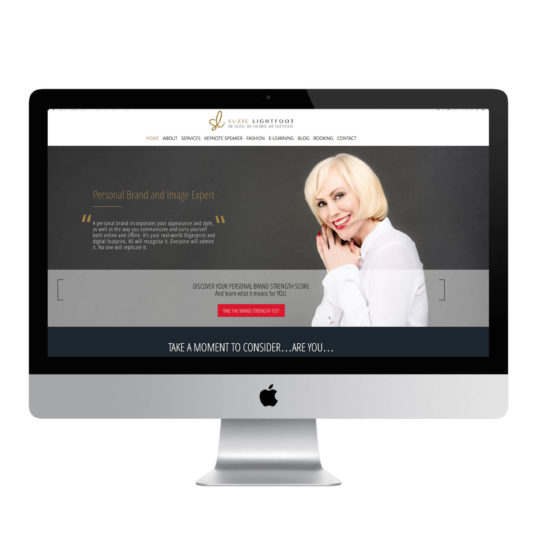 sl SUZIE LIGHTFOOT
BE SEEN. BE HEARD. BE NOTICED
HOME ABOUT SERVICES KEYNOTE SPEAKER FASHION E-LEARNING BLOG BOOKING CONTACT
Personal Brand and Image Expert
“ A personal brand incorporates your appearance and style, ”
as well as the way you communicate and carry yourself
both online and offline. It's your real-world fingerprint and
digital footprint. All will recognise it. Everyone will admire
it. No one will replicate it.
DISCOVER YOUR PERSONAL BRAND STRENGTH SCORE
And learn what it means for YOU.
TAKE THE BRAND STRENGTH TEST
TAKE A MOMENT TO CONSIDER...ARE YOU...